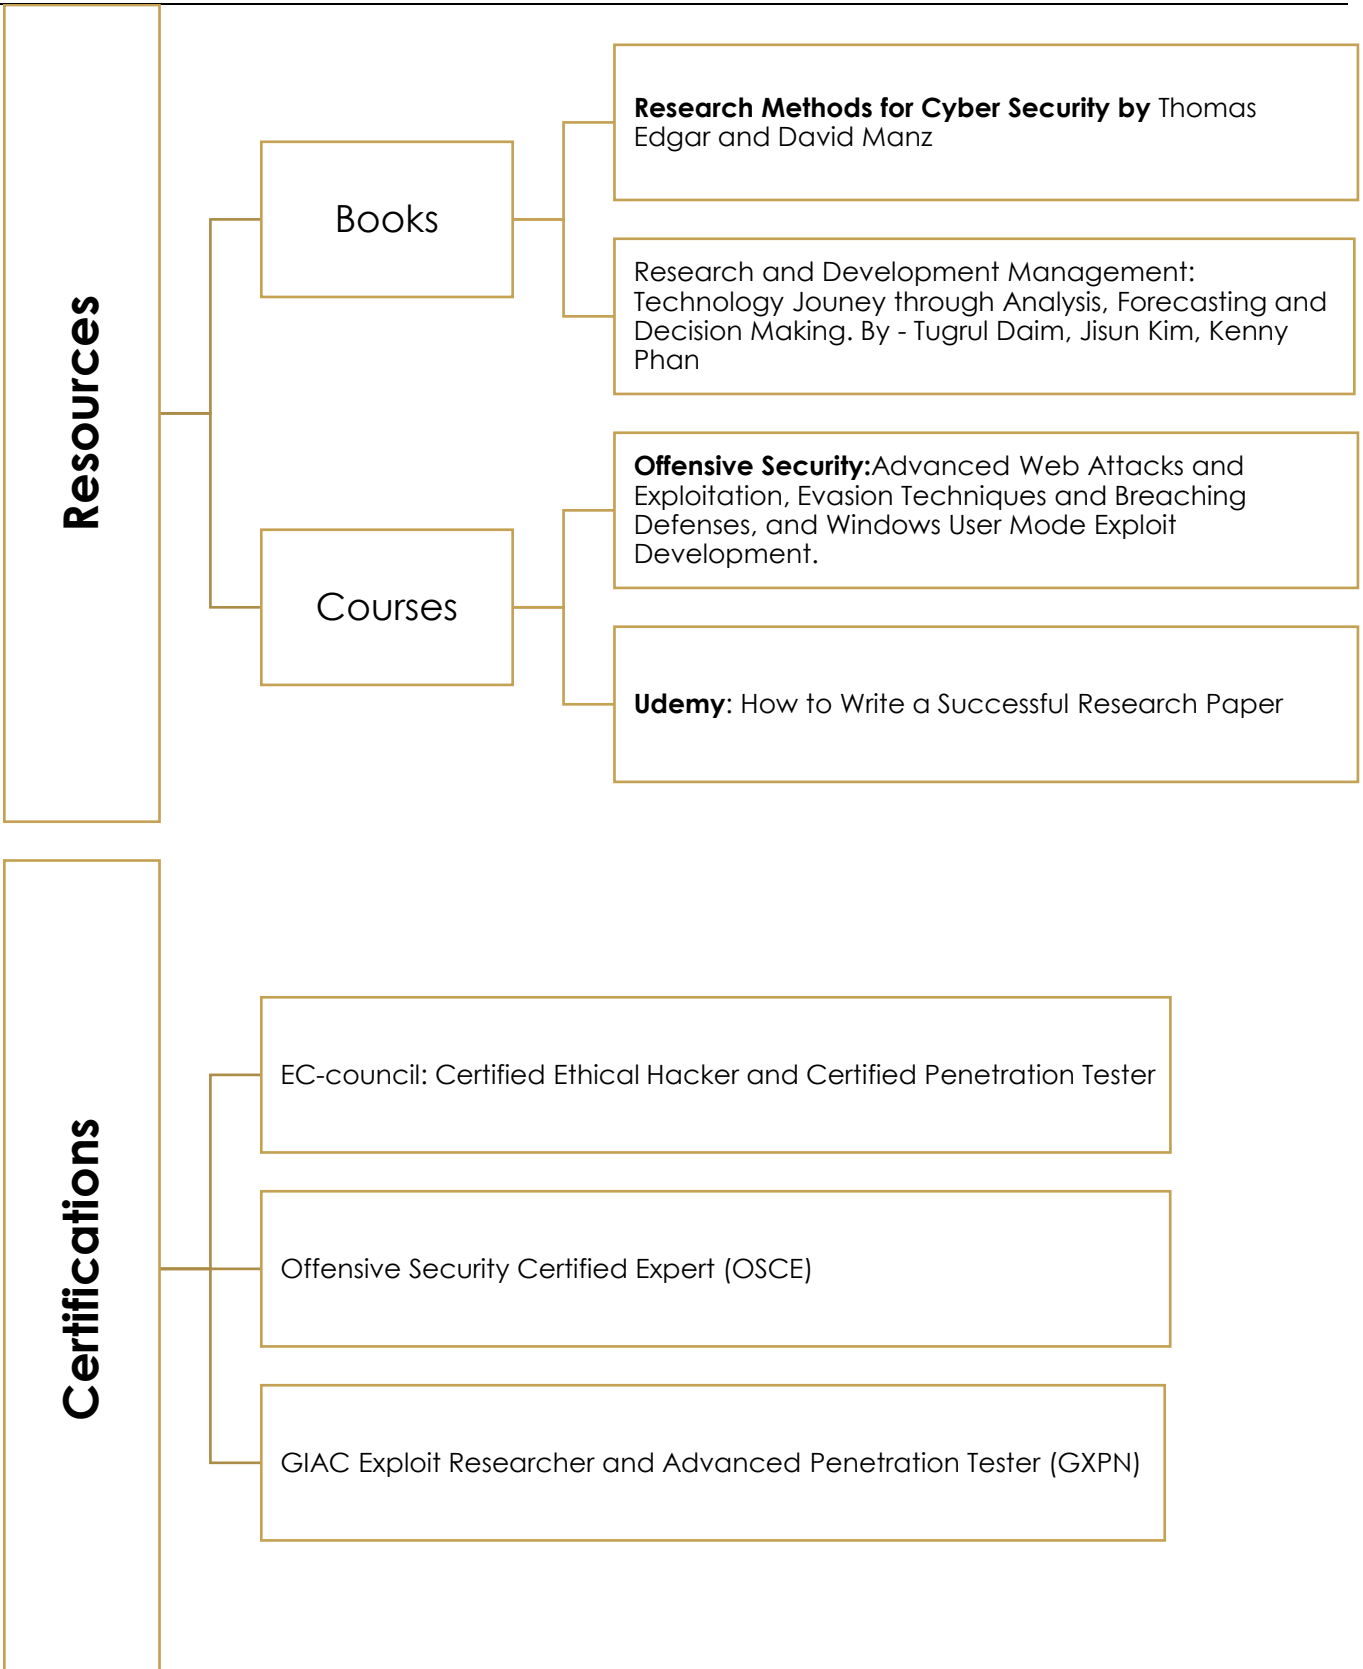 Resources
Books
Research Methods for Cyber Security by Thomas
Edgar and David Manz
Research and Development Management:
Technology Jouney through Analysis, Forecasting and
Decision Making. By - Tugrul Daim, Jisun Kim, Kenny
Phan
Courses
Offensive Security:Advanced Web Attacks and
Exploitation, Evasion Techniques and Breaching
Defenses, and Windows User Mode Exploit
Development.
Udemy: How to Write a Successful Research Paper
Certifications
EC-council: Certified Ethical Hacker and Certified Penetration Tester
Offensive Security Certified Expert (OSCE)
GIAC Exploit Researcher and Advanced Penetration Tester (GXPN)